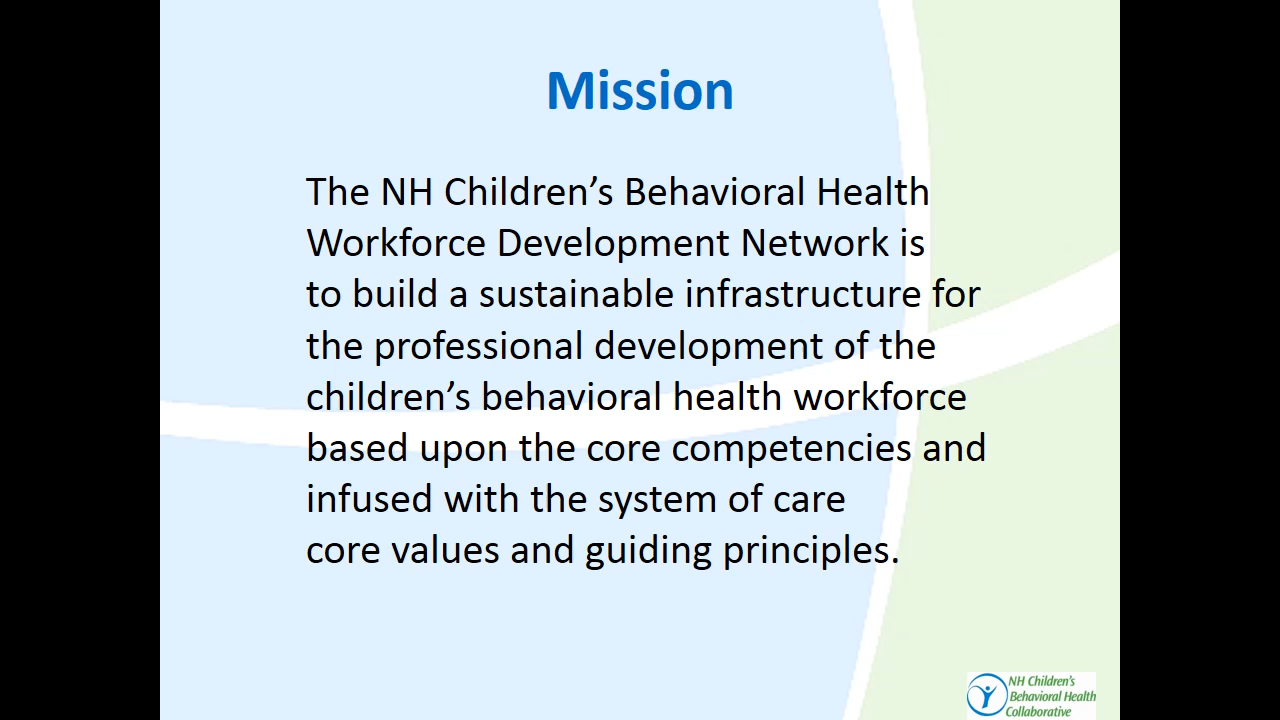 Mission
The NH Children’s Behavioral Health
Workforce Development Network is
to build a sustainable infrastructure for
the professional development of the
children’s behavioral health workforce
based upon the core competencies and
infused with the system of care
core values and guiding principles.
NH Children's
Behavioral Health
Collaborative